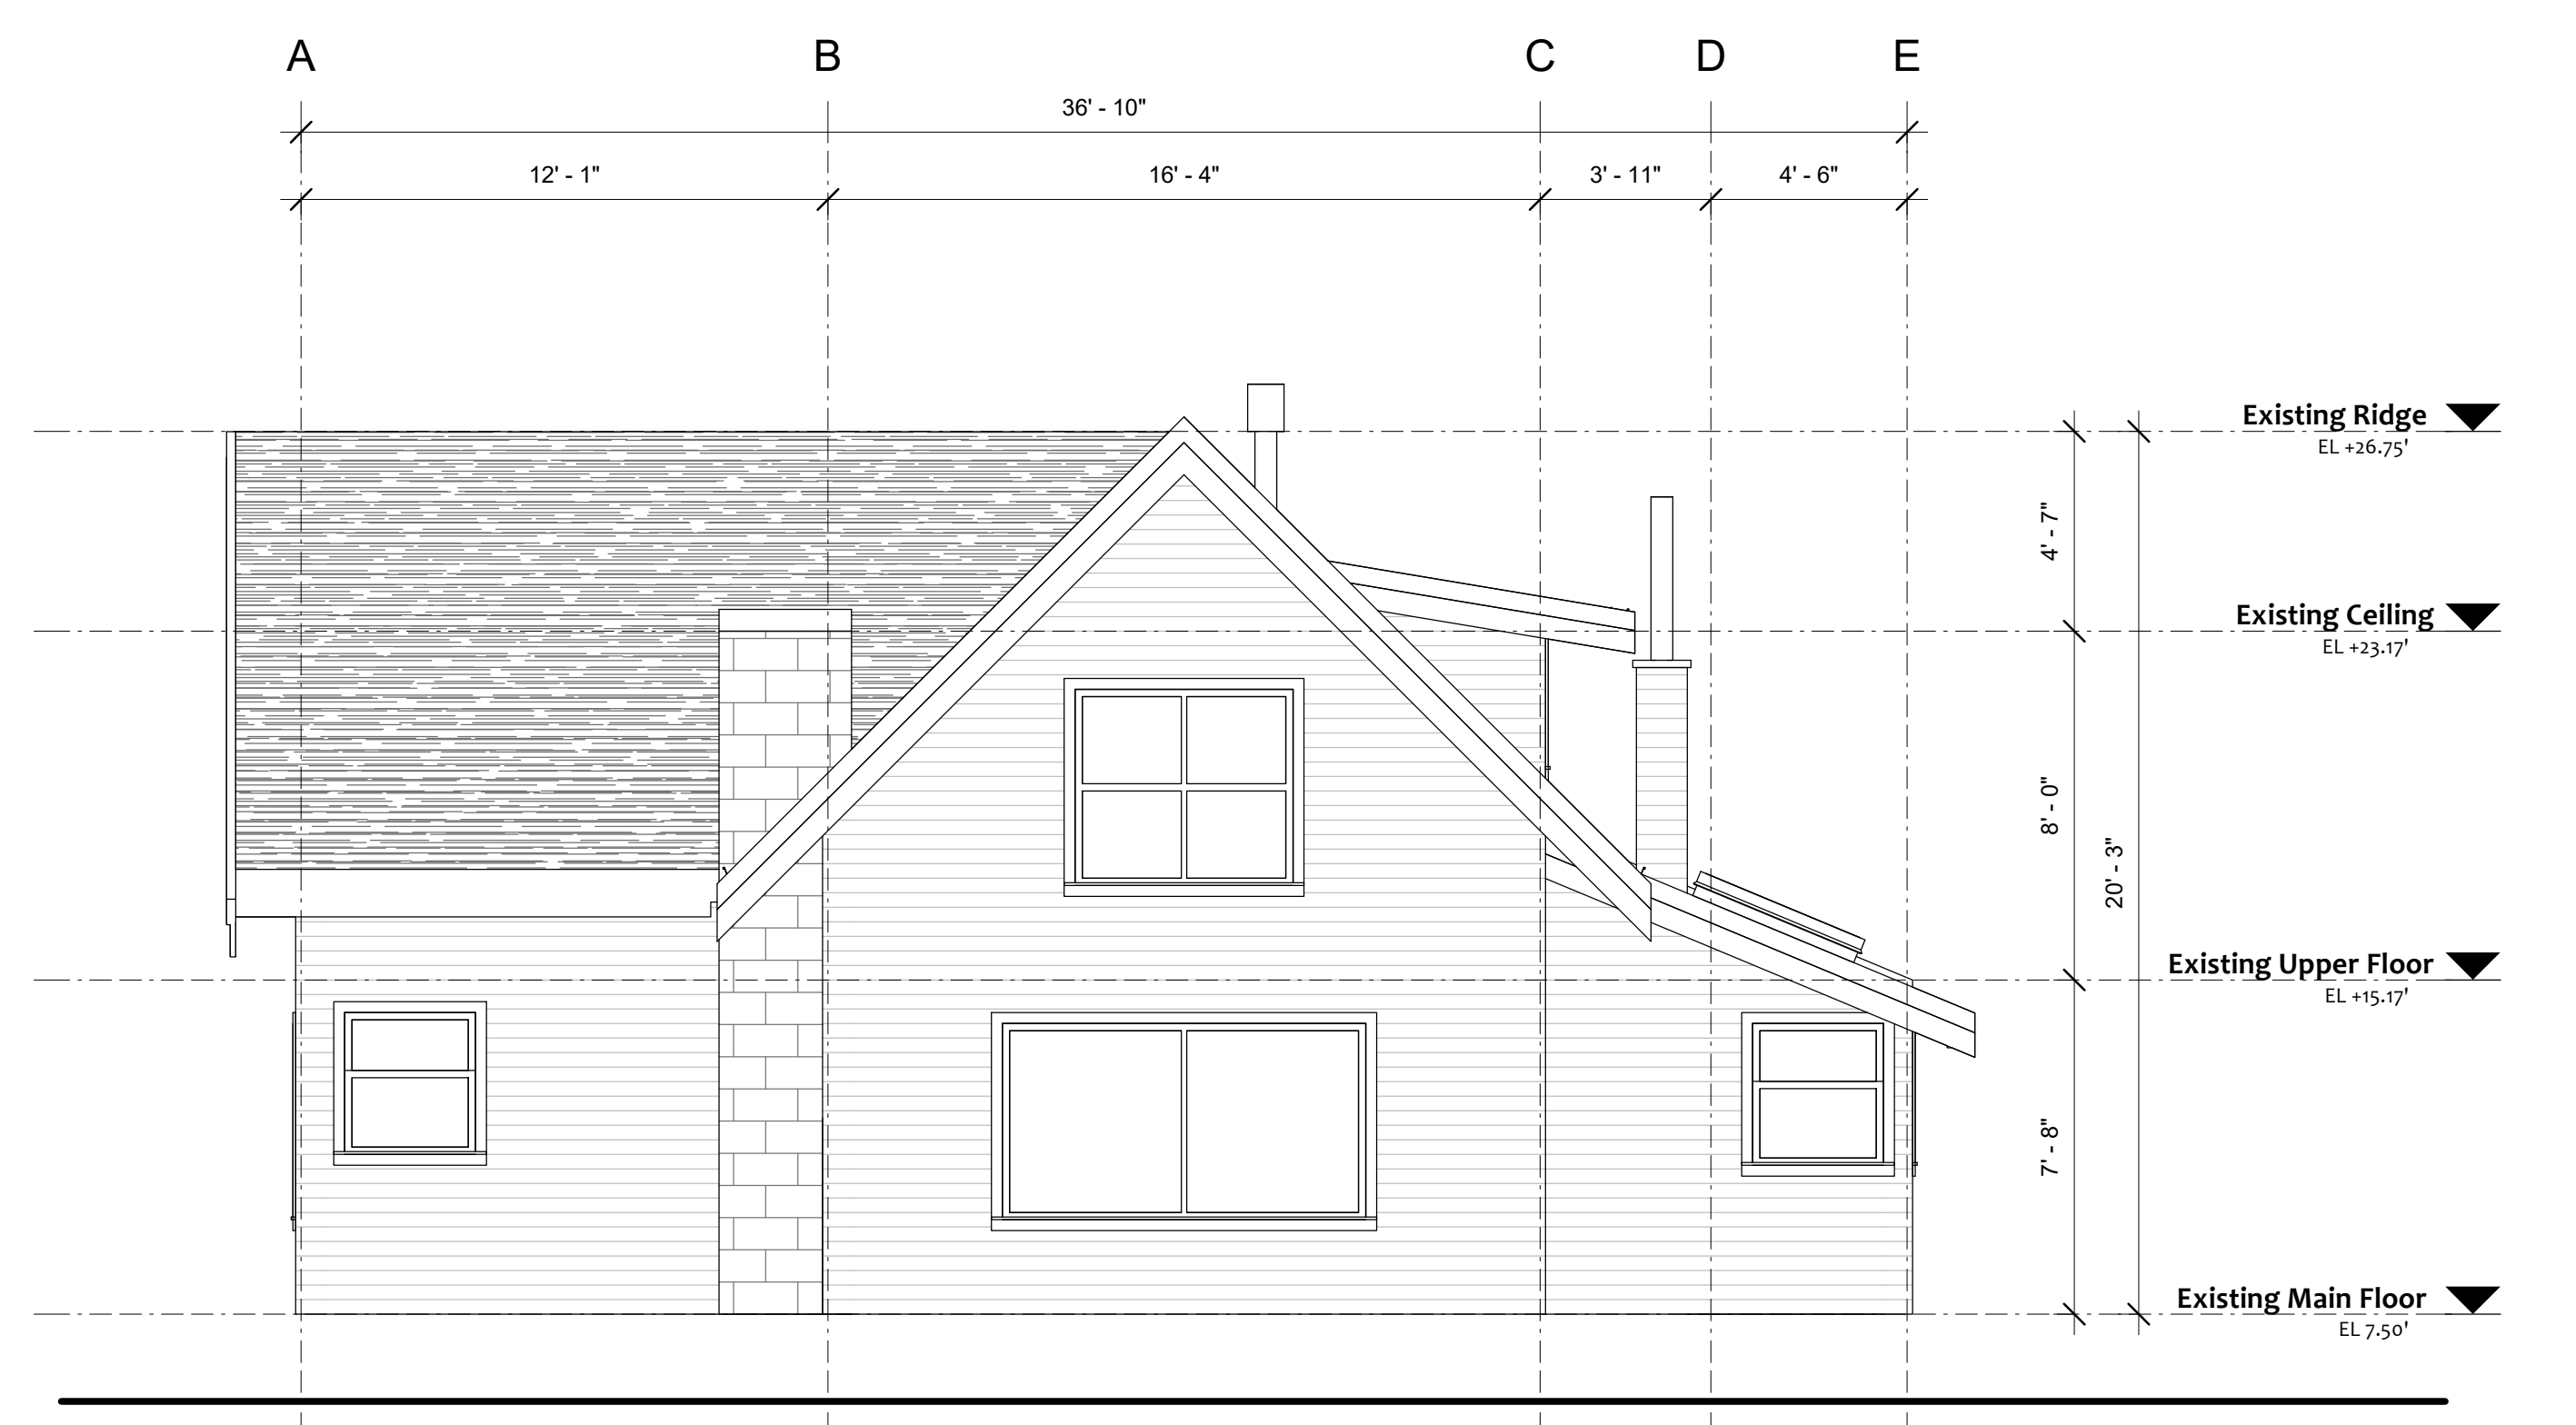 A
B
C
D
E
36' - 10"
12' - 1"
16' - 4"
3' - 11"
4' - 6"
Existing Ridge
EL +26.75'
4' - 7"
Existing Ceiling
EL +23.17'
8' - 0"
20' - 3"
Existing Upper Floor
EL +15.17'
7' - 8"
Existing Main Floor
EL 7.50'